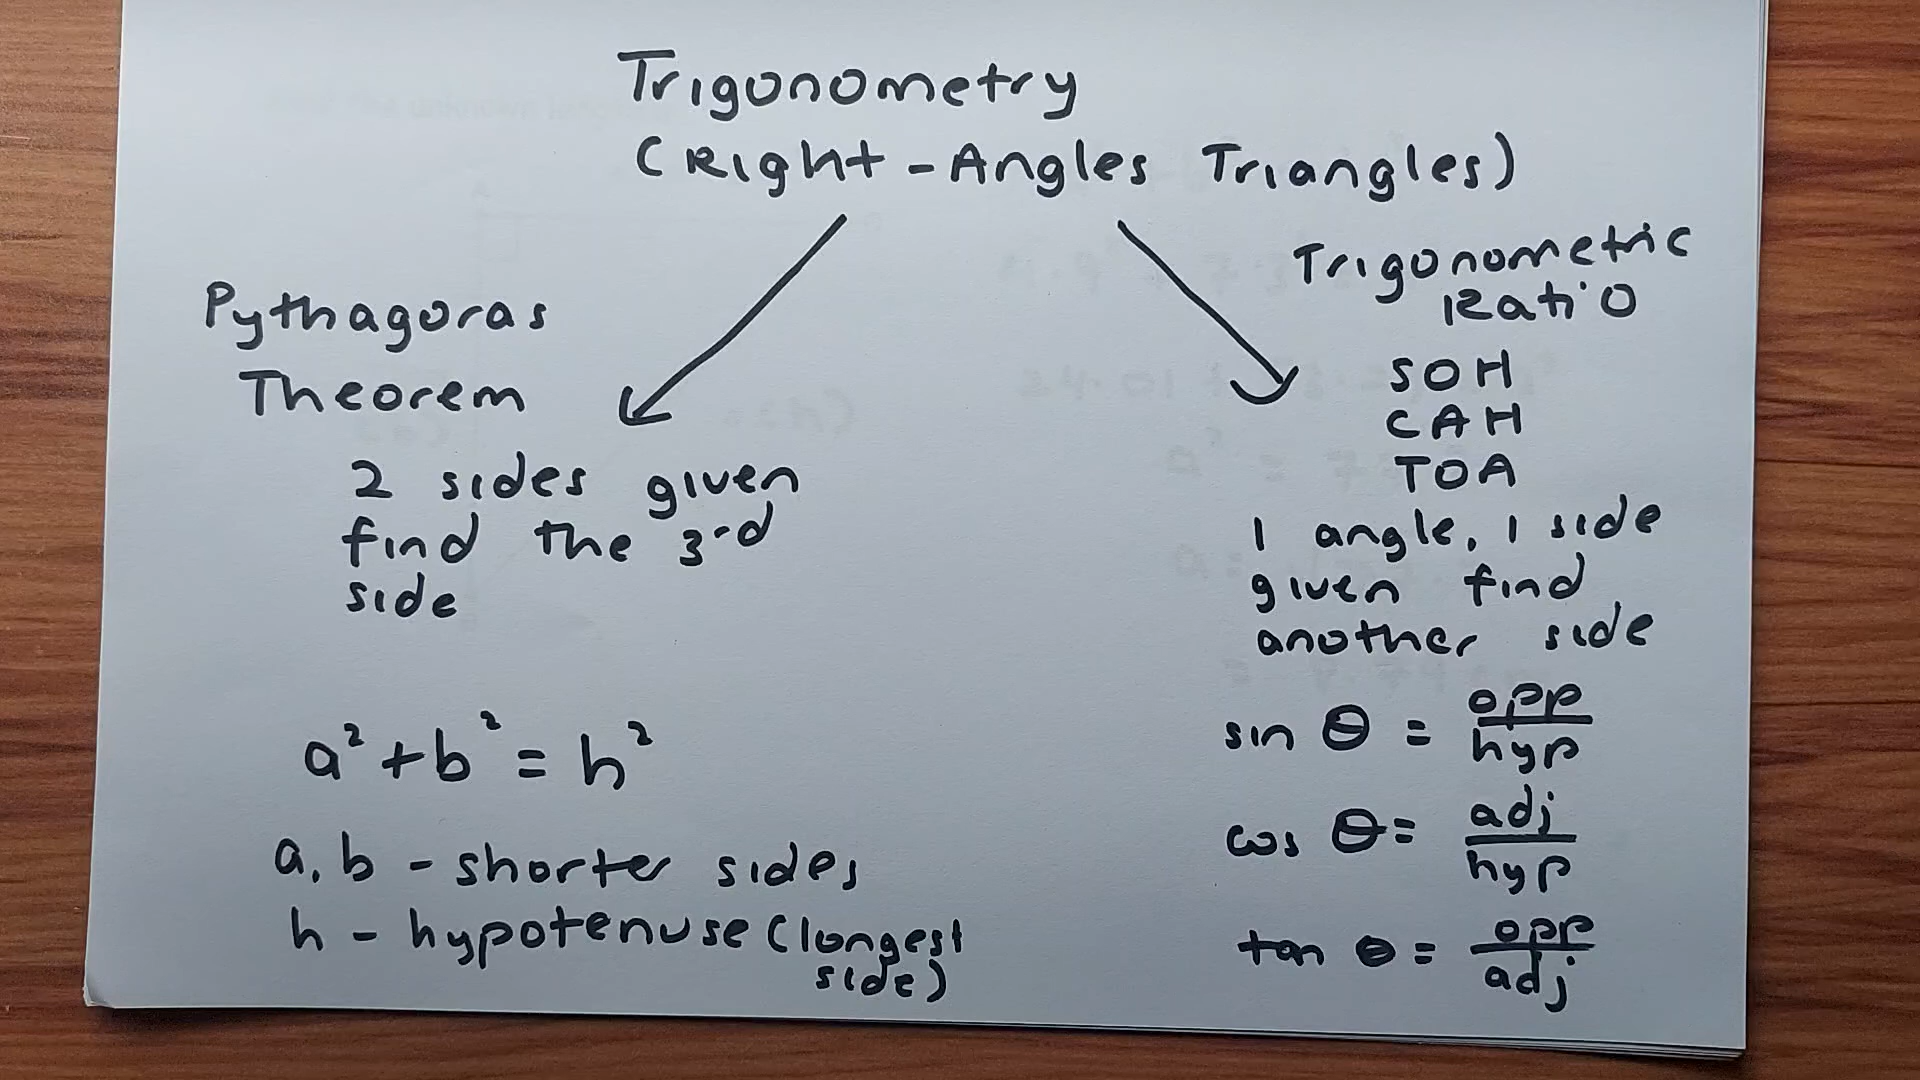 Trigonometry
(Right-Angles Triangles)
Pythagoras
Theorem
2 sides given
find the 3rd
side
a² + b² = h²
a, b - shorter sides
h - hypotenuse (longest
side)
Trigonometric
Ratio
SOH
CAH
TOA
1 angle, 1 side
given find
another side
sin θ = opp/hyp
cos θ = adj/hyp
tan θ = opp/adj